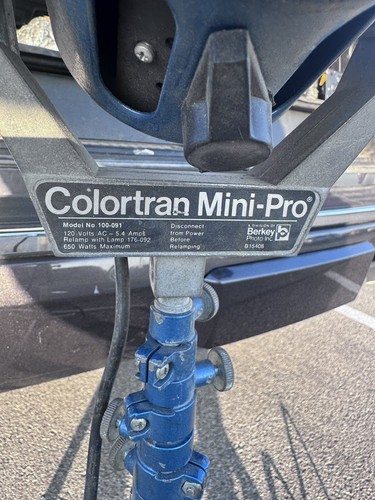 Colortran Mini-Pro®
Model No. 100-091
120 Volts AC – 5.4 Amps
Relamp with Lamp 176-092
650 Watts Maximum
Disconnect
from Power
Before
Relamping
A DIVISION OF
Berkey
Photo Inc.
B15408